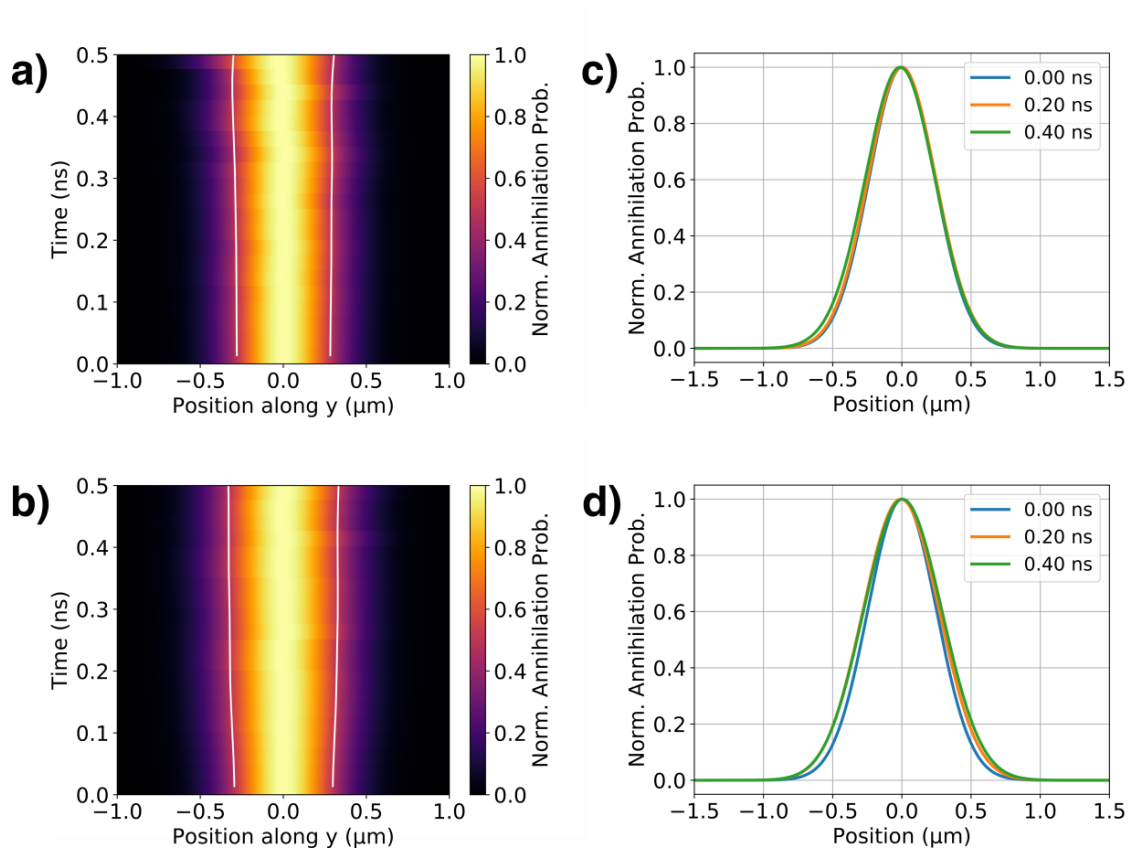 a)
0.5
0.4
0.3
0.2
0.1
0.0
Time (ns)
−1.0 −0.5 0.0 0.5 1.0
Position along y (μm)
1.0
0.8
0.6
0.4
0.2
0.0
Norm. Annihilation Prob.
c)
1.0
0.8
0.6
0.4
0.2
0.0
Norm. Annihilation Prob.
−1.5 −1.0 −0.5 0.0 0.5 1.0 1.5
Position (μm)
0.00 ns
0.20 ns
0.40 ns
b)
0.5
0.4
0.3
0.2
0.1
0.0
Time (ns)
−1.0 −0.5 0.0 0.5 1.0
Position along y (μm)
1.0
0.8
0.6
0.4
0.2
0.0
Norm. Annihilation Prob.
d)
1.0
0.8
0.6
0.4
0.2
0.0
Norm. Annihilation Prob.
−1.5 −1.0 −0.5 0.0 0.5 1.0 1.5
Position (μm)
0.00 ns
0.20 ns
0.40 ns